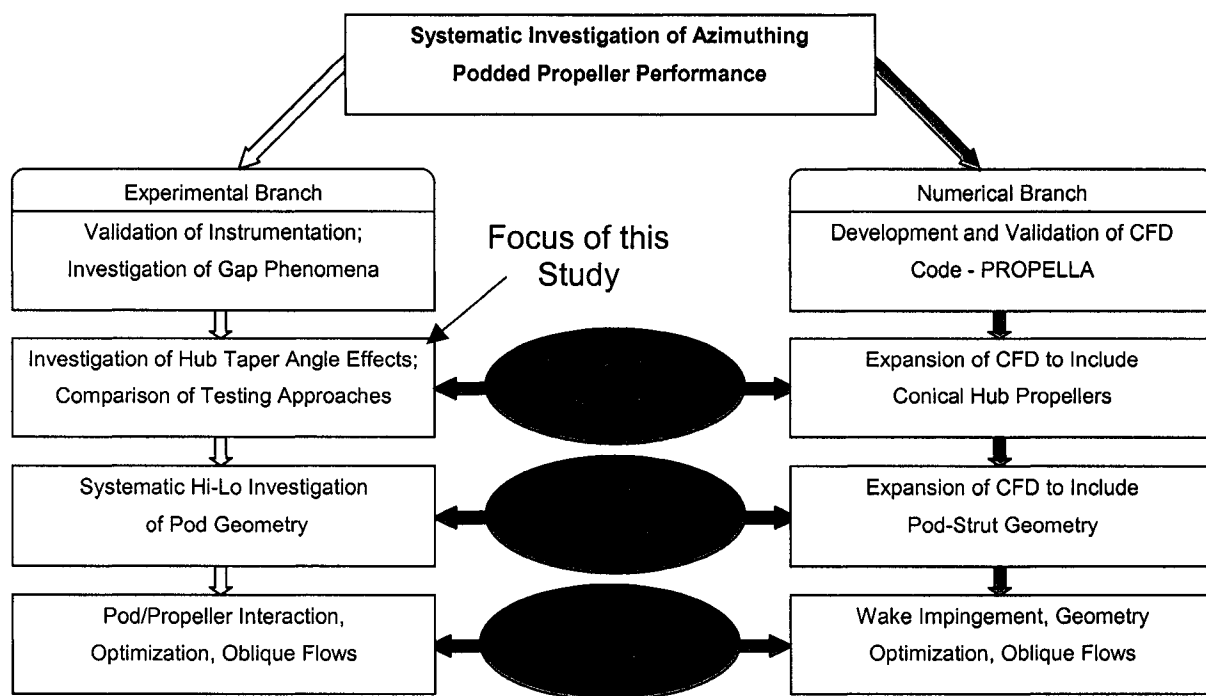 Systematic Investigation of Azimuthing
Podded Propeller Performance
Experimental Branch
Validation of Instrumentation;
Investigation of Gap Phenomena
Focus of this
Study
Numerical Branch
Development and Validation of CFD
Code - PROPELLA
Investigation of Hub Taper Angle Effects;
Comparison of Testing Approaches
Expansion of CFD to Include
Conical Hub Propellers
Systematic Hi-Lo Investigation
of Pod Geometry
Expansion of CFD to Include
Pod-Strut Geometry
Pod/Propeller Interaction,
Optimization, Oblique Flows
Wake Impingement, Geometry
Optimization, Oblique Flows